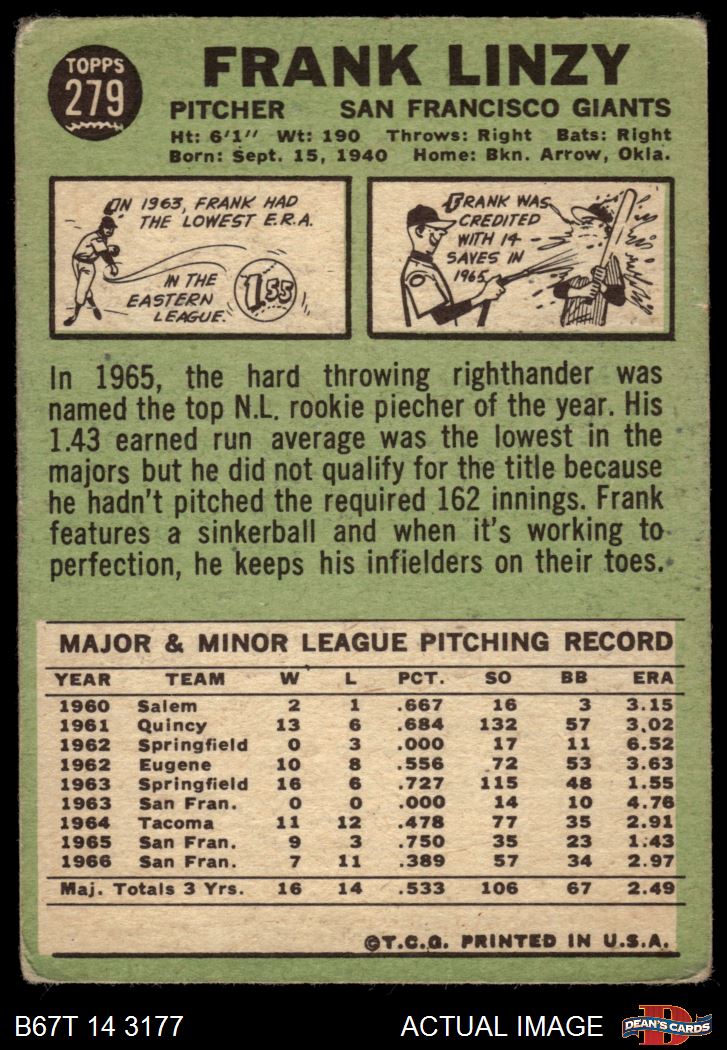 TOPPS
279
FRANK LINZY
PITCHER SAN FRANCISCO GIANTS
Ht: 6'1" Wt: 190 Throws: Right Bats: Right
Born: Sept. 15, 1940 Home: Bkn. Arrow, Okla.
IN 1963, FRANK HAD
THE LOWEST E.R.A.
IN THE
EASTERN
LEAGUE.
1.55
FRANK WAS
CREDITED
WITH 14
SAVES IN
1965
In 1965, the hard throwing righthander was
named the top N.L. rookie piecher of the year. His
1.43 earned run average was the lowest in the
majors but he did not qualify for the title because
he hadn't pitched the required 162 innings. Frank
features a sinkerball and when it's working to
perfection, he keeps his infielders on their toes.
MAJOR & MINOR LEAGUE PITCHING RECORD
YEAR TEAM W L PCT. SO BB ERA
1960 Salem 2 1 .667 16 3 3.15
1961 Quincy 13 6 .684 132 57 3.02
1962 Springfield 0 3 .000 17 11 6.52
1962 Eugene 10 8 .556 72 53 3.63
1963 Springfield 16 6 .727 115 48 1.55
1963 San Fran. 0 0 .000 14 10 4.76
1964 Tacoma 11 12 .478 77 35 2.91
1965 San Fran. 9 3 .750 35 23 1.43
1966 San Fran. 7 11 .389 57 34 2.97
Maj. Totals 3 Yrs. 16 14 .533 106 67 2.49
©T.C.G. PRINTED IN U.S.A.
B67T 14 3177 ACTUAL IMAGE
D
DEAN'S CARDS